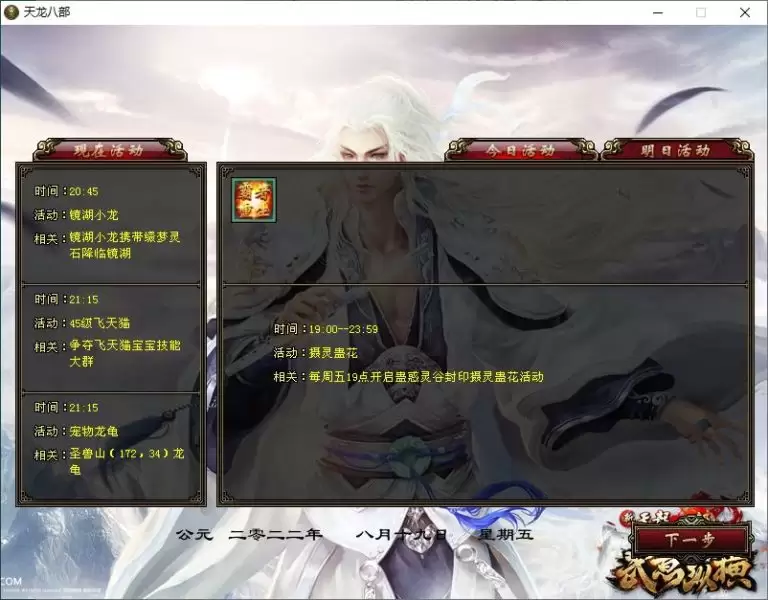 天龙八部
现在活动
今日活动
明日活动
时间：20:45
活动：镜湖小龙
相关：镜湖小龙携带缀梦灵
石降临镜湖
时间：21:15
活动：45级飞天猫
相关：争夺飞天猫宝宝技能
大群
时间：21:15
活动：宠物龙龟
相关：圣兽山（172，34）龙
龟
时间：19:00--23:59
活动：摄灵蛊花
相关：每周五19点开启蛊惑灵谷封印摄灵蛊花活动
公元 二零二二年 八月十九日 星期五
下一步
COM